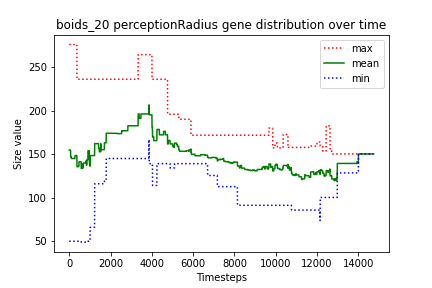 boids_20 perceptionRadius gene distribution over time
max
mean
min
Size value
250
200
150
100
50
0
2000
4000
6000
8000
10000
12000
14000
Timesteps